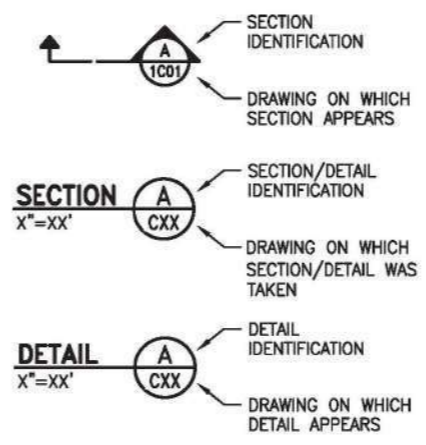 SECTION
IDENTIFICATION
A
1C01
DRAWING ON WHICH
SECTION APPEARS
SECTION/DETAIL
IDENTIFICATION
SECTION
A
X"=XX'
CXX
DRAWING ON WHICH
SECTION/DETAIL WAS
TAKEN
DETAIL
IDENTIFICATION
DETAIL
A
X"=XX'
CXX
DRAWING ON WHICH
DETAIL APPEARS